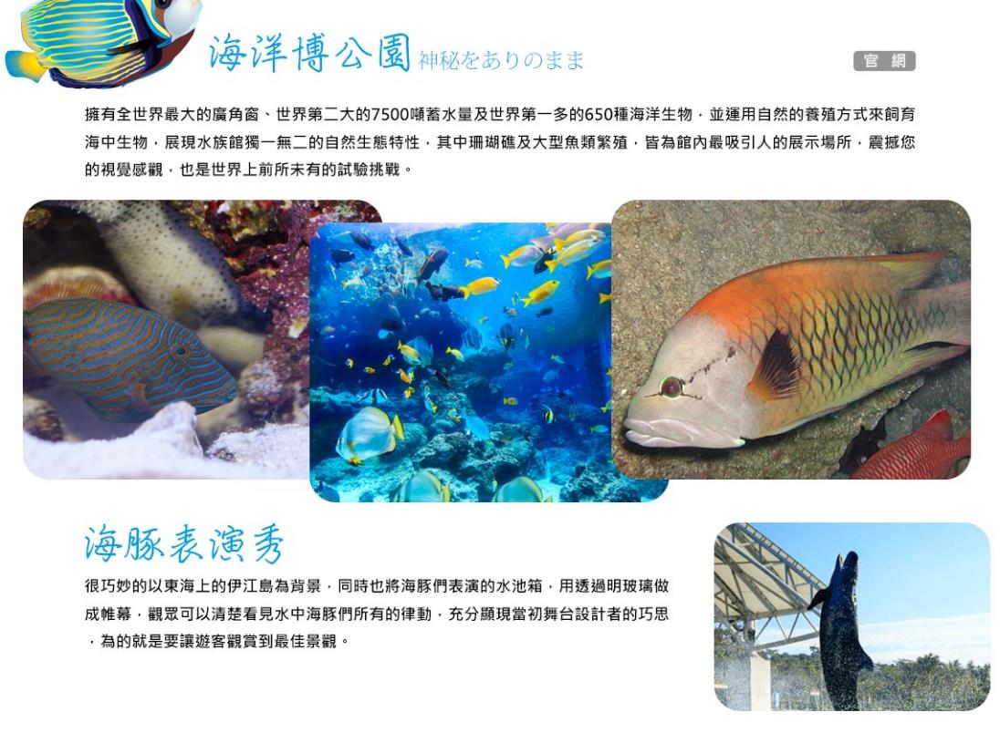 海洋博公園 神秘をありのまま
官 網
擁有全世界最大的廣角窗、世界第二大的7500噸蓄水量及世界第一多的650種海洋生物，並運用自然的養殖方式來飼育
海中生物，展現水族館獨一無二的自然生態特性，其中珊瑚礁及大型魚類繁殖，皆為館內最吸引人的展示場所，震撼您
的視覺感觀，也是世界上前所未有的試驗挑戰。
海豚表演秀
很巧妙的以東海上的伊江島為背景，同時也將海豚們表演的水池箱，用透過明玻璃做
成帷幕，觀眾可以清楚看見水中海豚們所有的律動，充分顯現當初舞台設計者的巧思
，為的就是要讓遊客觀賞到最佳景觀。